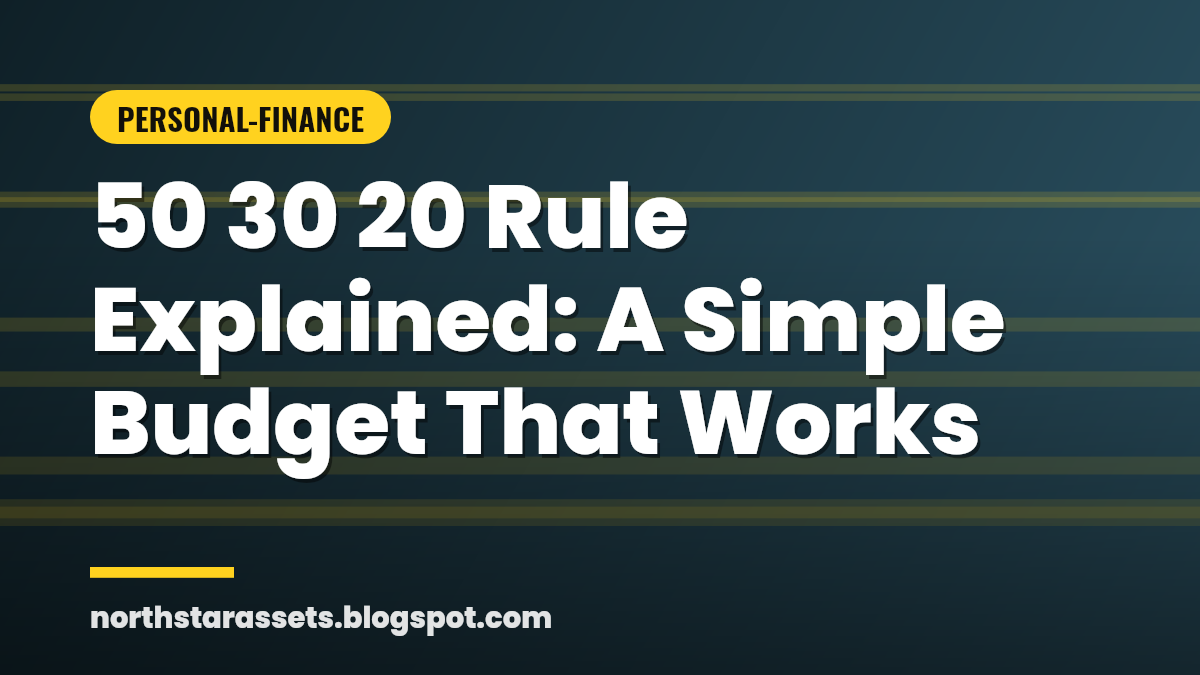 PERSONAL-FINANCE
50 30 20 Rule
Explained: A Simple
Budget That Works
northstarassets.blogspot.com